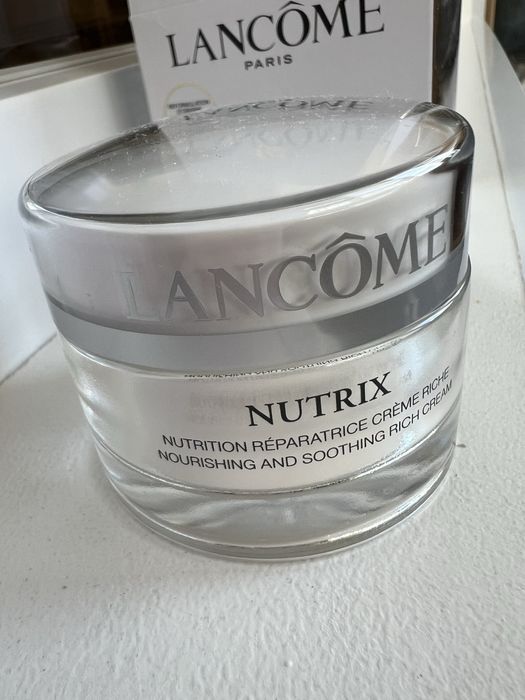 LANCÔME
PARIS
LANCÔME
NUTRIX
NUTRITION RÉPARATRICE CRÈME RICHE
NOURISHING AND SOOTHING RICH CREAM